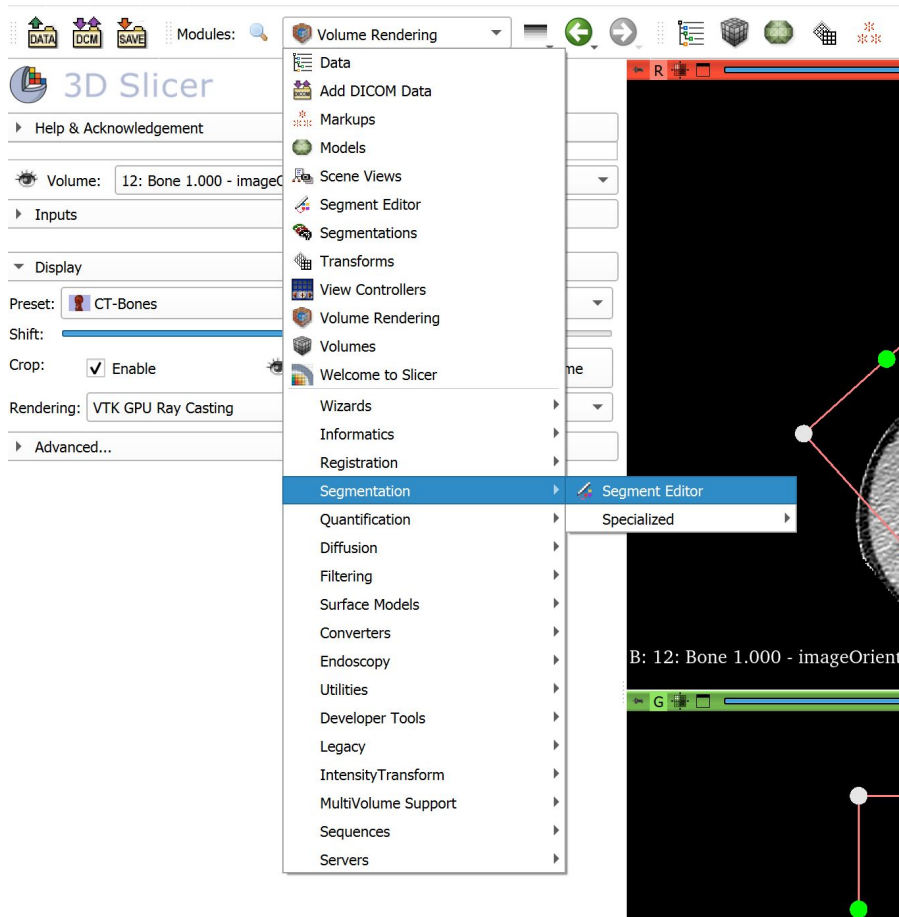 DATA DCM SAVE Modules: Volume Rendering
3D Slicer
Help & Acknowledgement
Volume: 12: Bone 1.000 - imageO
Inputs
Display
Preset: CT-Bones
Shift:
Crop: Enable me
Rendering: VTK GPU Ray Casting
Advanced...
Data
Add DICOM Data
Markups
Models
Scene Views
Segment Editor
Segmentations
Transforms
View Controllers
Volume Rendering
Volumes
Welcome to Slicer
Wizards
Informatics
Registration
Segmentation
Quantification
Diffusion
Filtering
Surface Models
Converters
Endoscopy
Utilities
Developer Tools
Legacy
IntensityTransform
MultiVolume Support
Sequences
Servers
Segment Editor
Specialized
R
B: 12: Bone 1.000 - imageOrient
G